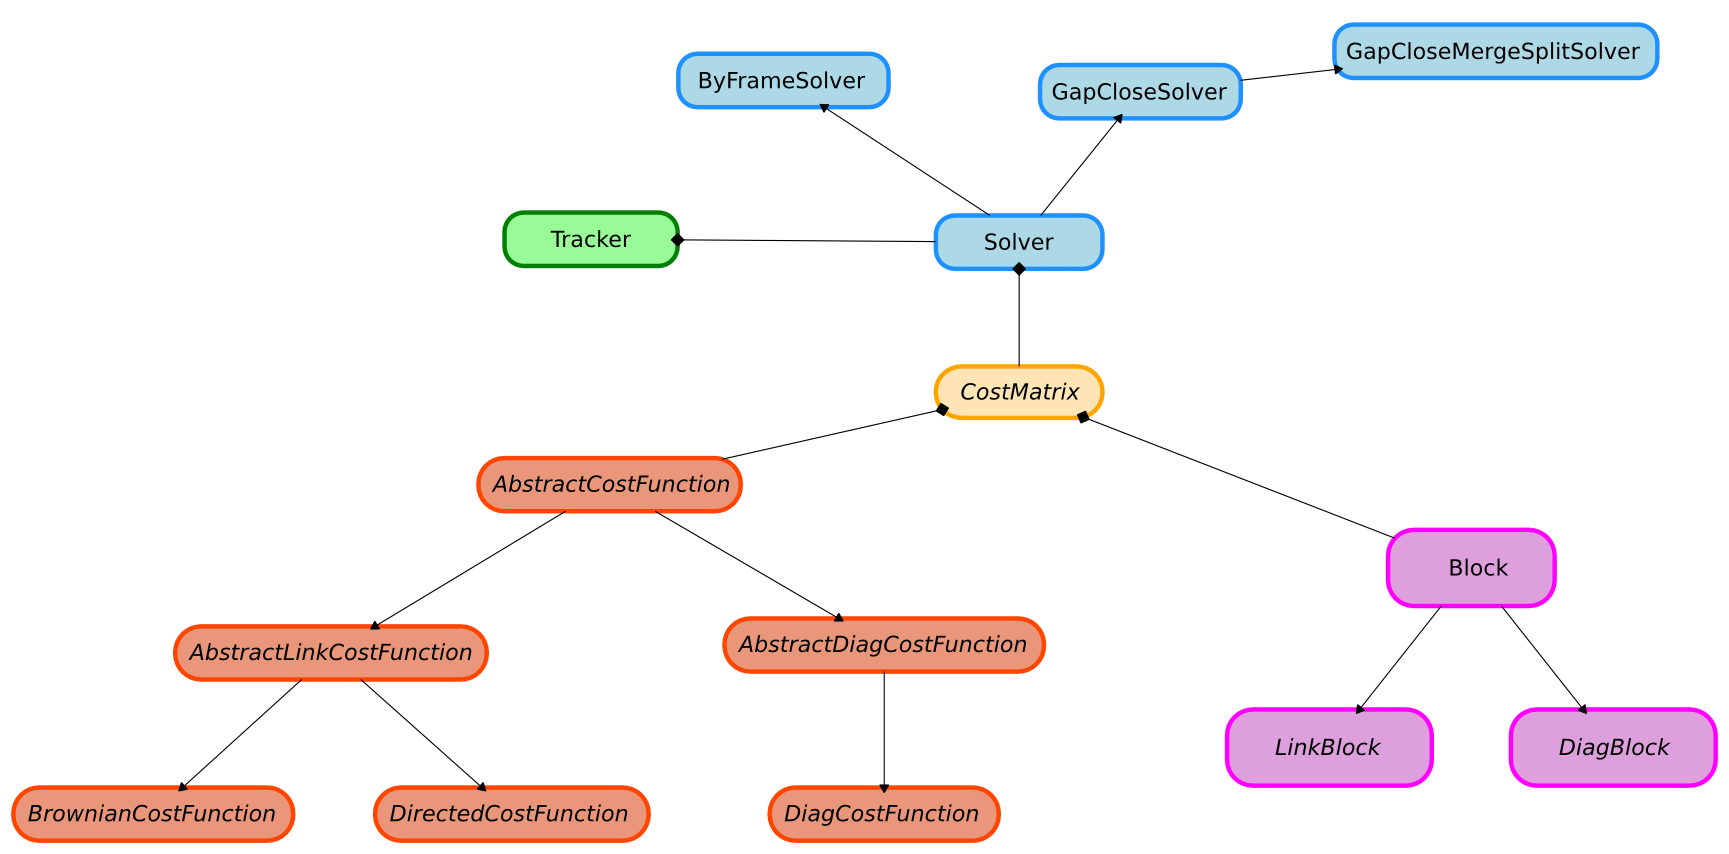 GapCloseMergeSplitSolver
ByFrameSolver
GapCloseSolver
Tracker
Solver
CostMatrix
AbstractCostFunction
Block
AbstractLinkCostFunction
AbstractDiagCostFunction
LinkBlock
DiagBlock
BrownianCostFunction
DirectedCostFunction
DiagCostFunction